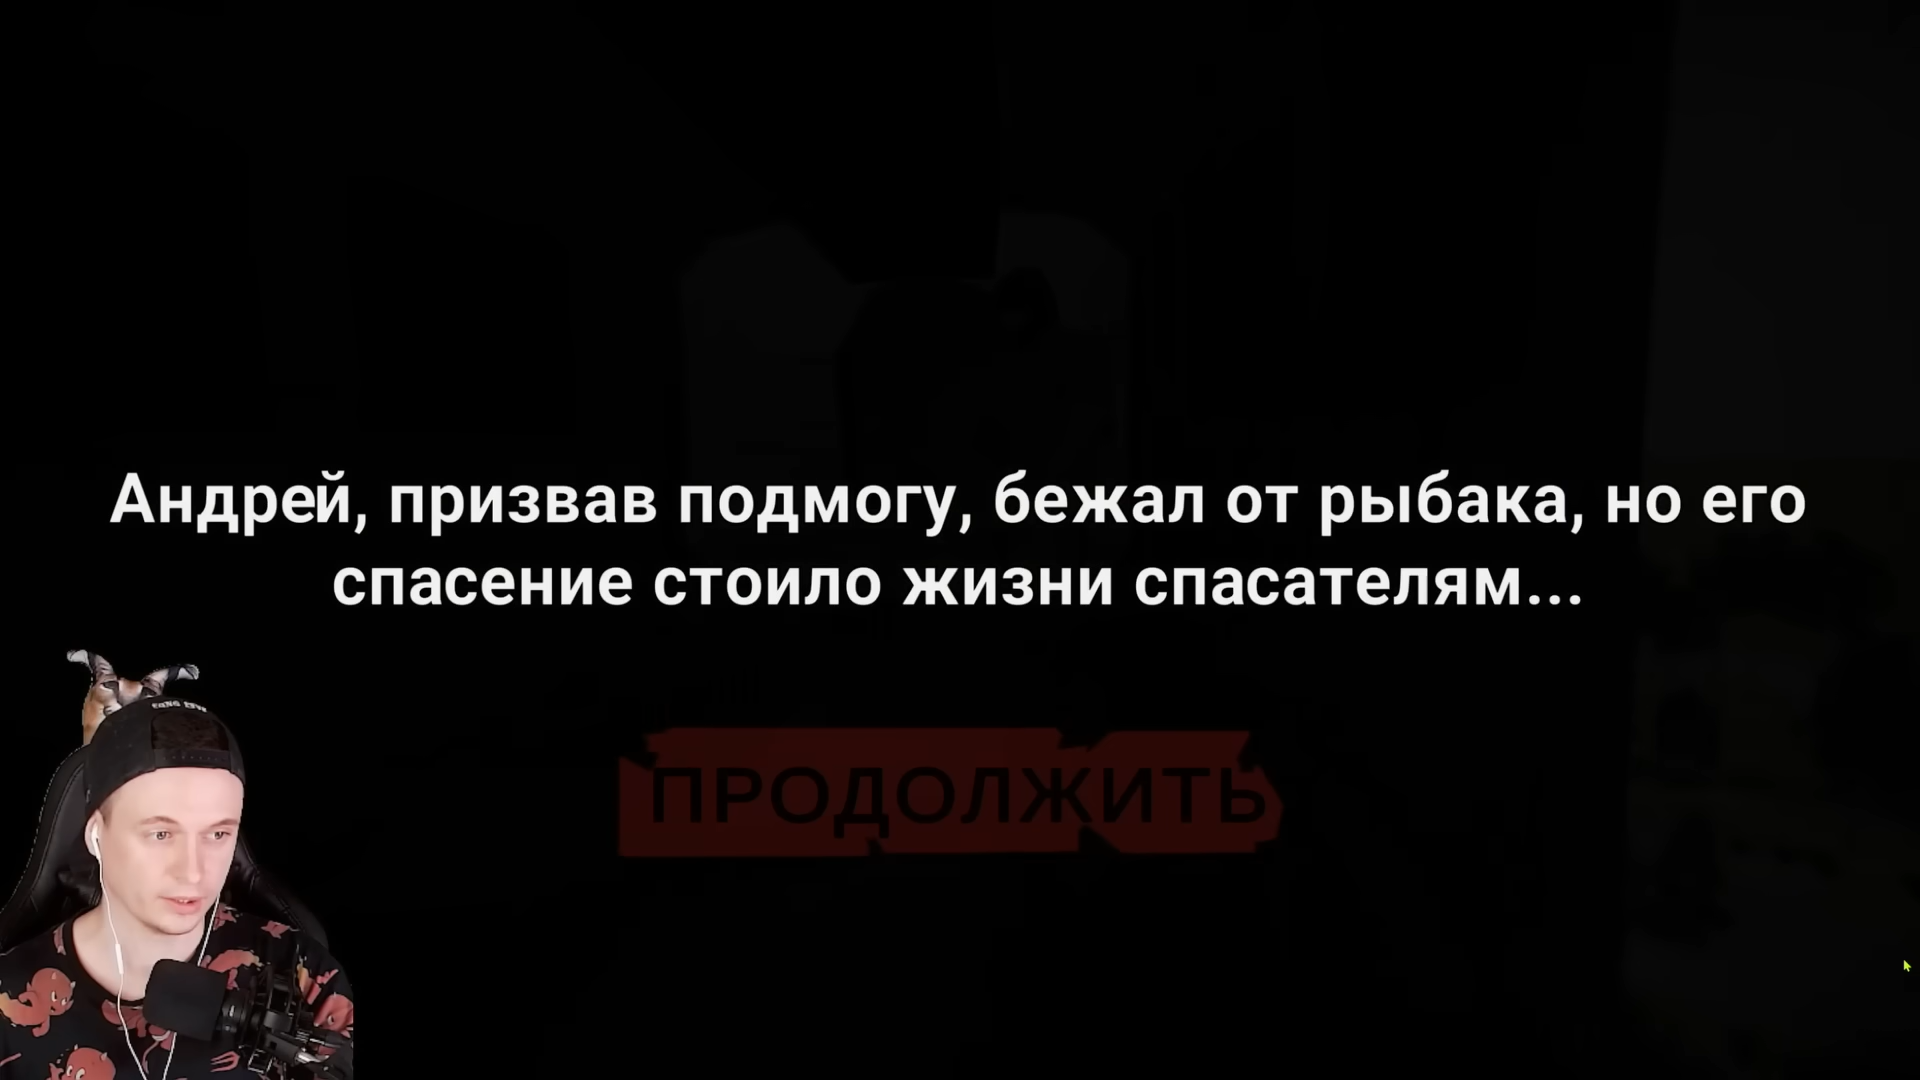 Андрей, призвав подмогу, бежал от рыбака, но его
спасение стоило жизни спасателям...
ПРОДОЛЖИТЬ